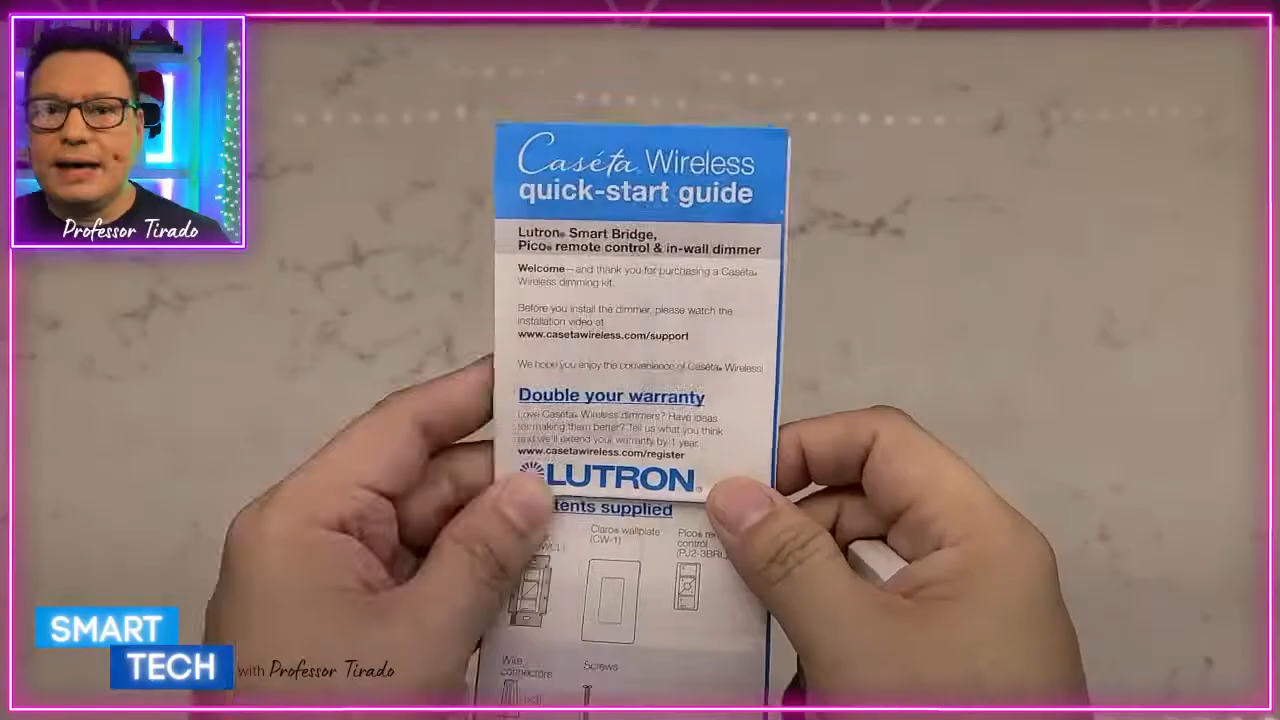 Professor Tirado
Caséta® Wireless
quick-start guide
Lutron® Smart Bridge,
Pico® remote control & in-wall dimmer
Welcome – and thank you for purchasing a Caséta®
Wireless dimming kit.
Before you install the dimmer, please watch the
installation video at
www.casetawireless.com/support
We hope you enjoy the convenience of Caséta® Wireless!
Double your warranty
Love Caséta® Wireless dimmers? Have ideas
for making them better? Tell us what you think
and we'll extend your warranty by 1 year.
www.casetawireless.com/register
LUTRON®
tents supplied
Claro® wallplate
(CW-1)
Pico® re
control
(PJ2-3BRL
Wire
connectors
Screws
SMART
TECH
with Professor Tirado